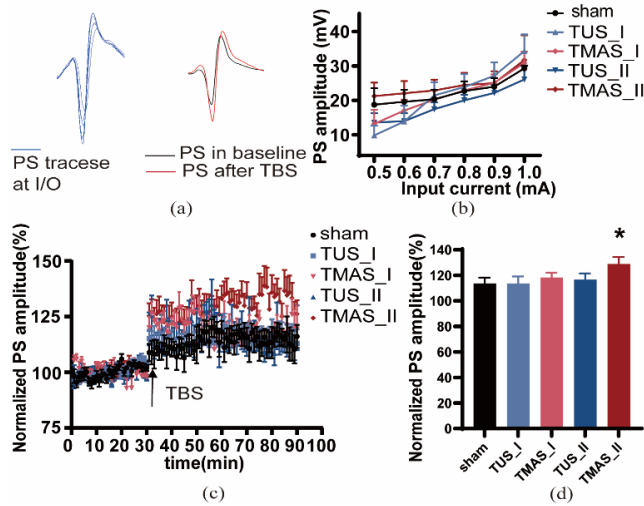 PS tracese
at I/O
PS in baseline
PS after TBS
(a)
PS amplitude (mV)
40
30
20
10
0.5 0.6 0.7 0.8 0.9 1.0
Input current (mA)
sham
TUS_I
TMAS_I
TUS_II
TMAS_II
(b)
Normalized PS amplitude(%)
150
125
100
75
0 10 20 30 40 50 60 70 80 90 100
time(min)
TBS
sham
TUS_I
TMAS_I
TUS_II
TMAS_II
(c)
Normalized PS amplitude(%)
140
120
100
80
60
40
20
0
*
sham
TUS_I
TMAS_I
TUS_II
TMAS_II
(d)